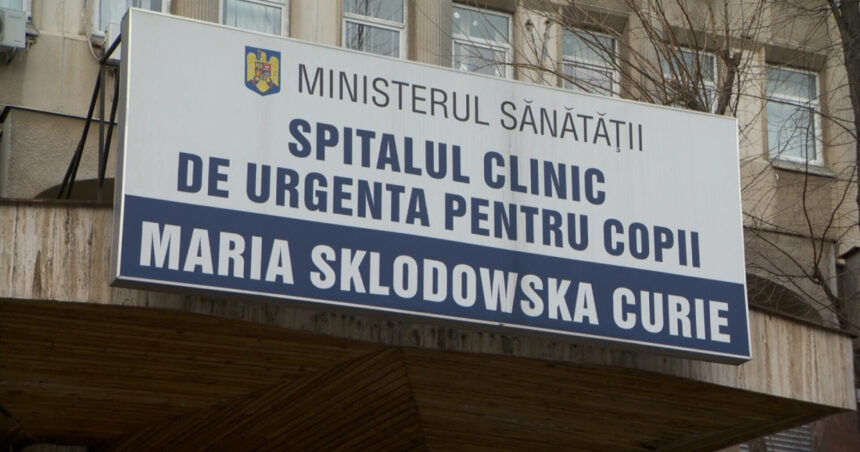 MINISTERUL SĂNĂTĂŢII
SPITALUL CLINIC
DE URGENTA PENTRU COPII
MARIA SKLODOWSKA CURIE